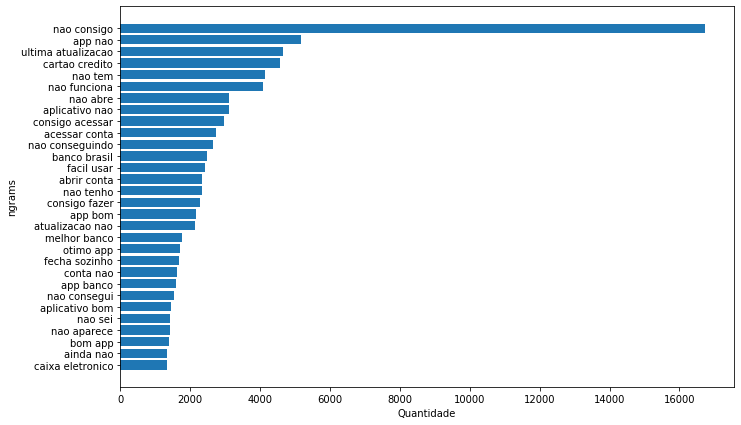 ngrams
nao consigo
app nao
ultima atualizacao
cartao credito
nao tem
nao funciona
nao abre
aplicativo nao
consigo acessar
acessar conta
nao conseguindo
banco brasil
facil usar
abrir conta
nao tenho
consigo fazer
app bom
atualizacao nao
melhor banco
otimo app
fecha sozinho
conta nao
app banco
nao consegui
aplicativo bom
nao sei
nao aparece
bom app
ainda nao
caixa eletronico
0 2000 4000 6000 8000 10000 12000 14000 16000
Quantidade